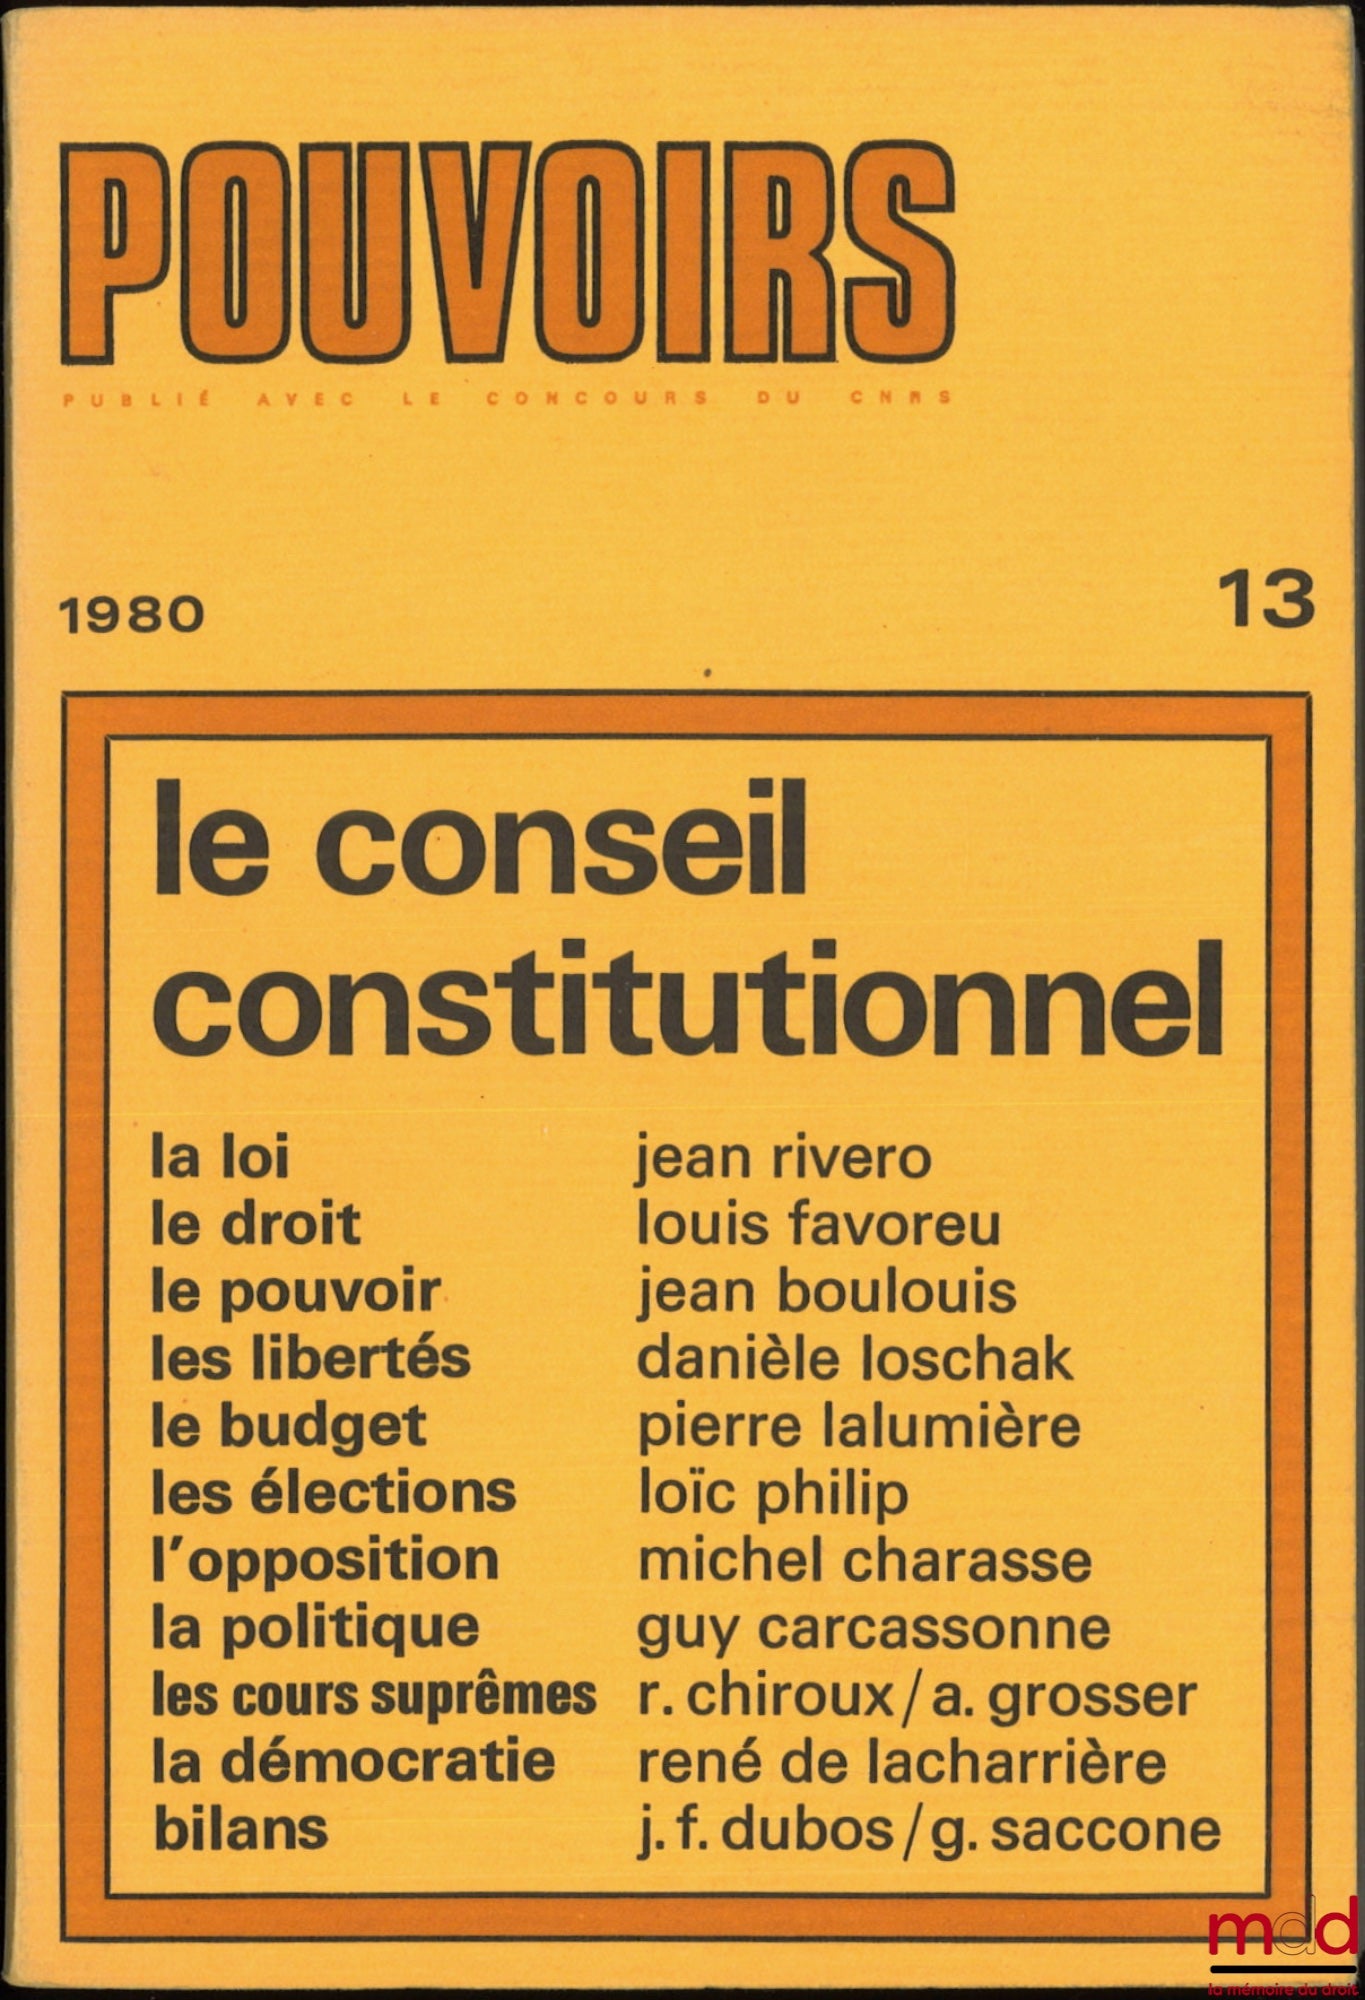 POUVOIRS
PUBLIÉ AVEC LE CONCOURS DU CNRS
1980 13
le conseil
constitutionnel
la loi jean rivero
le droit louis favoreu
le pouvoir jean boulouis
les libertés danièle loschak
le budget pierre lalumière
les élections loïc philip
l'opposition michel charasse
la politique guy carcassonne
les cours suprêmes r. chiroux / a. grosser
la démocratie rené de lacharrière
bilans j. f. dubos / g. saccone
mdd
la mémoire du droit